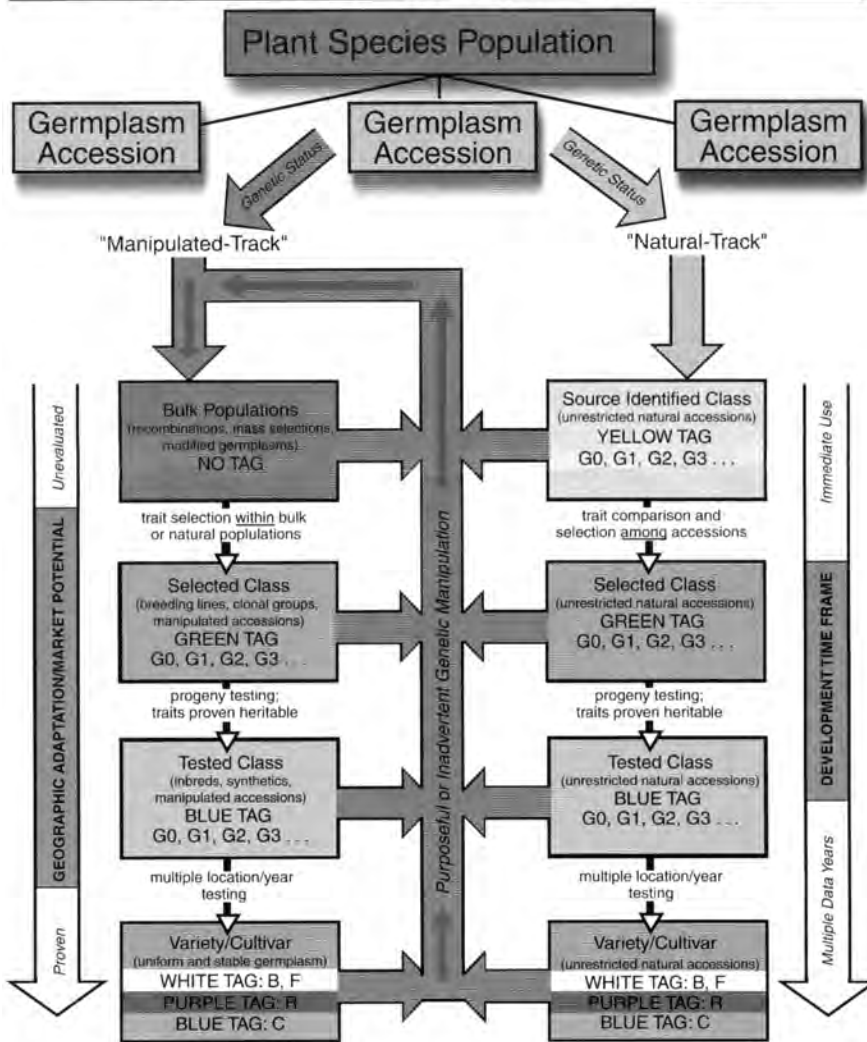 Plant Species Population
Germplasm
Accession
Germplasm
Accession
Germplasm
Accession
Genetic Status
Genetic Status
"Manipulated-Track"
"Natural-Track"
Unevaluated
GEOGRAPHIC ADAPTATION/MARKET POTENTIAL
Proven
Bulk Populations
(recombinations, mass selections,
modified germplasms)
NO TAG
trait selection within bulk
or natural poplulations
Selected Class
(breeding lines, clonal groups,
manipulated accessions)
GREEN TAG
G0, G1, G2, G3 . . .
progeny testing;
traits proven heritable
Tested Class
(inbreds, synthetics,
manipulated accessions)
BLUE TAG
G0, G1, G2, G3 . . .
multiple location/year
testing
Variety/Cultivar
(uniform and stable germplasm)
WHITE TAG: B, F
PURPLE TAG: R
BLUE TAG: C
Purposeful or Inadvertent Genetic Manipulation
Source Identified Class
(unrestricted natural accessions)
YELLOW TAG
G0, G1, G2, G3 . . .
trait comparison and
selection among accessions
Selected Class
(unrestricted natural accessions)
GREEN TAG
G0, G1, G2, G3 . . .
progeny testing;
traits proven heritable
Tested Class
(unrestricted natural accessions)
BLUE TAG
G0, G1, G2, G3 . . .
multiple location/year
testing
Variety/Cultivar
(unrestricted natural accessions)
WHITE TAG: B, F
PURPLE TAG: R
BLUE TAG: C
Immediate Use
DEVELOPMENT TIME FRAME
Multiple Data Years